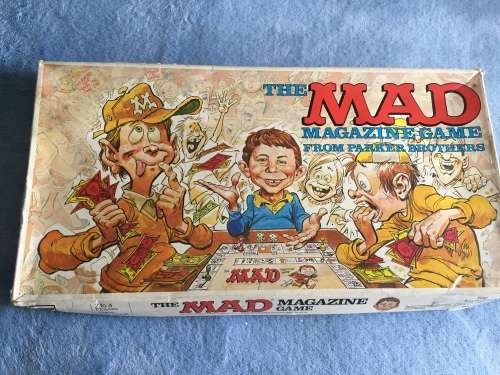 THE MAD
MAGAZINE GAME
FROM PARKER BROTHERS
M
MAD
THE MAD MAGAZINE
GAME